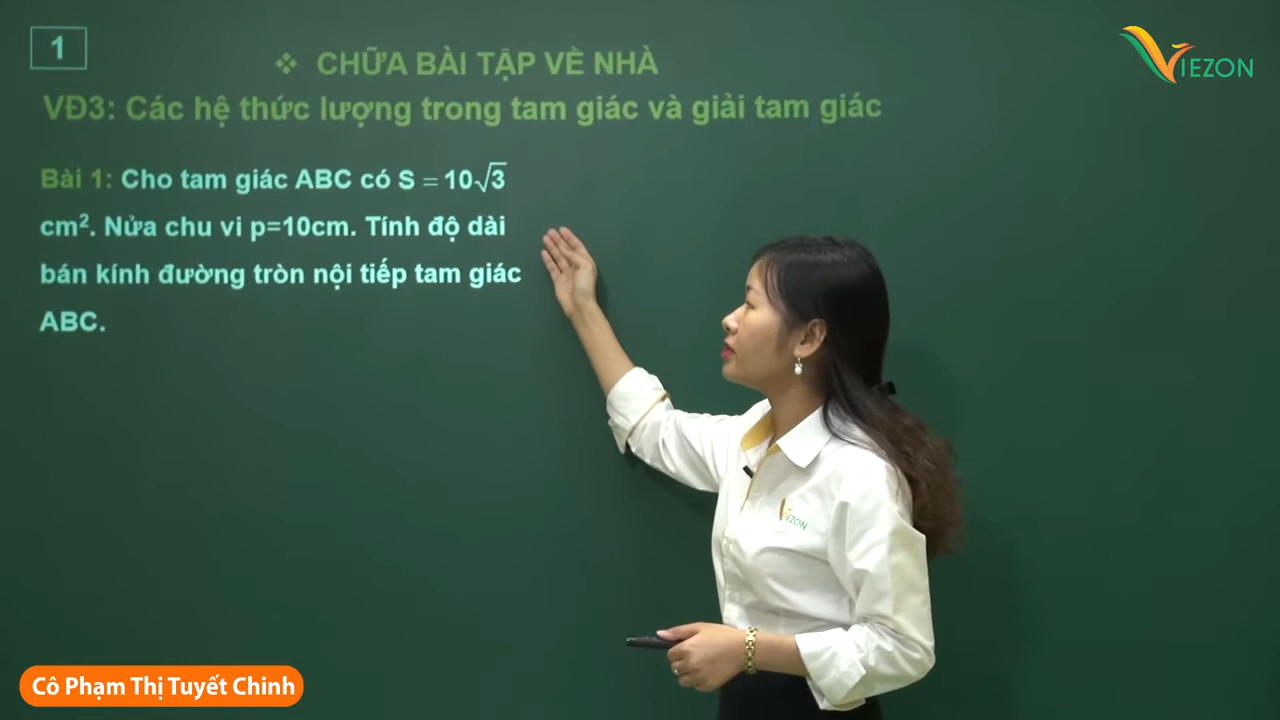 1
❖ CHỮA BÀI TẬP VỀ NHÀ
VIEZON
VĐ3: Các hệ thức lượng trong tam giác và giải tam giác
Bài 1: Cho tam giác ABC có S = 10√3
cm². Nửa chu vi p=10cm. Tính độ dài
bán kính đường tròn nội tiếp tam giác
ABC.
VIEZON
Cô Phạm Thị Tuyết Chinh